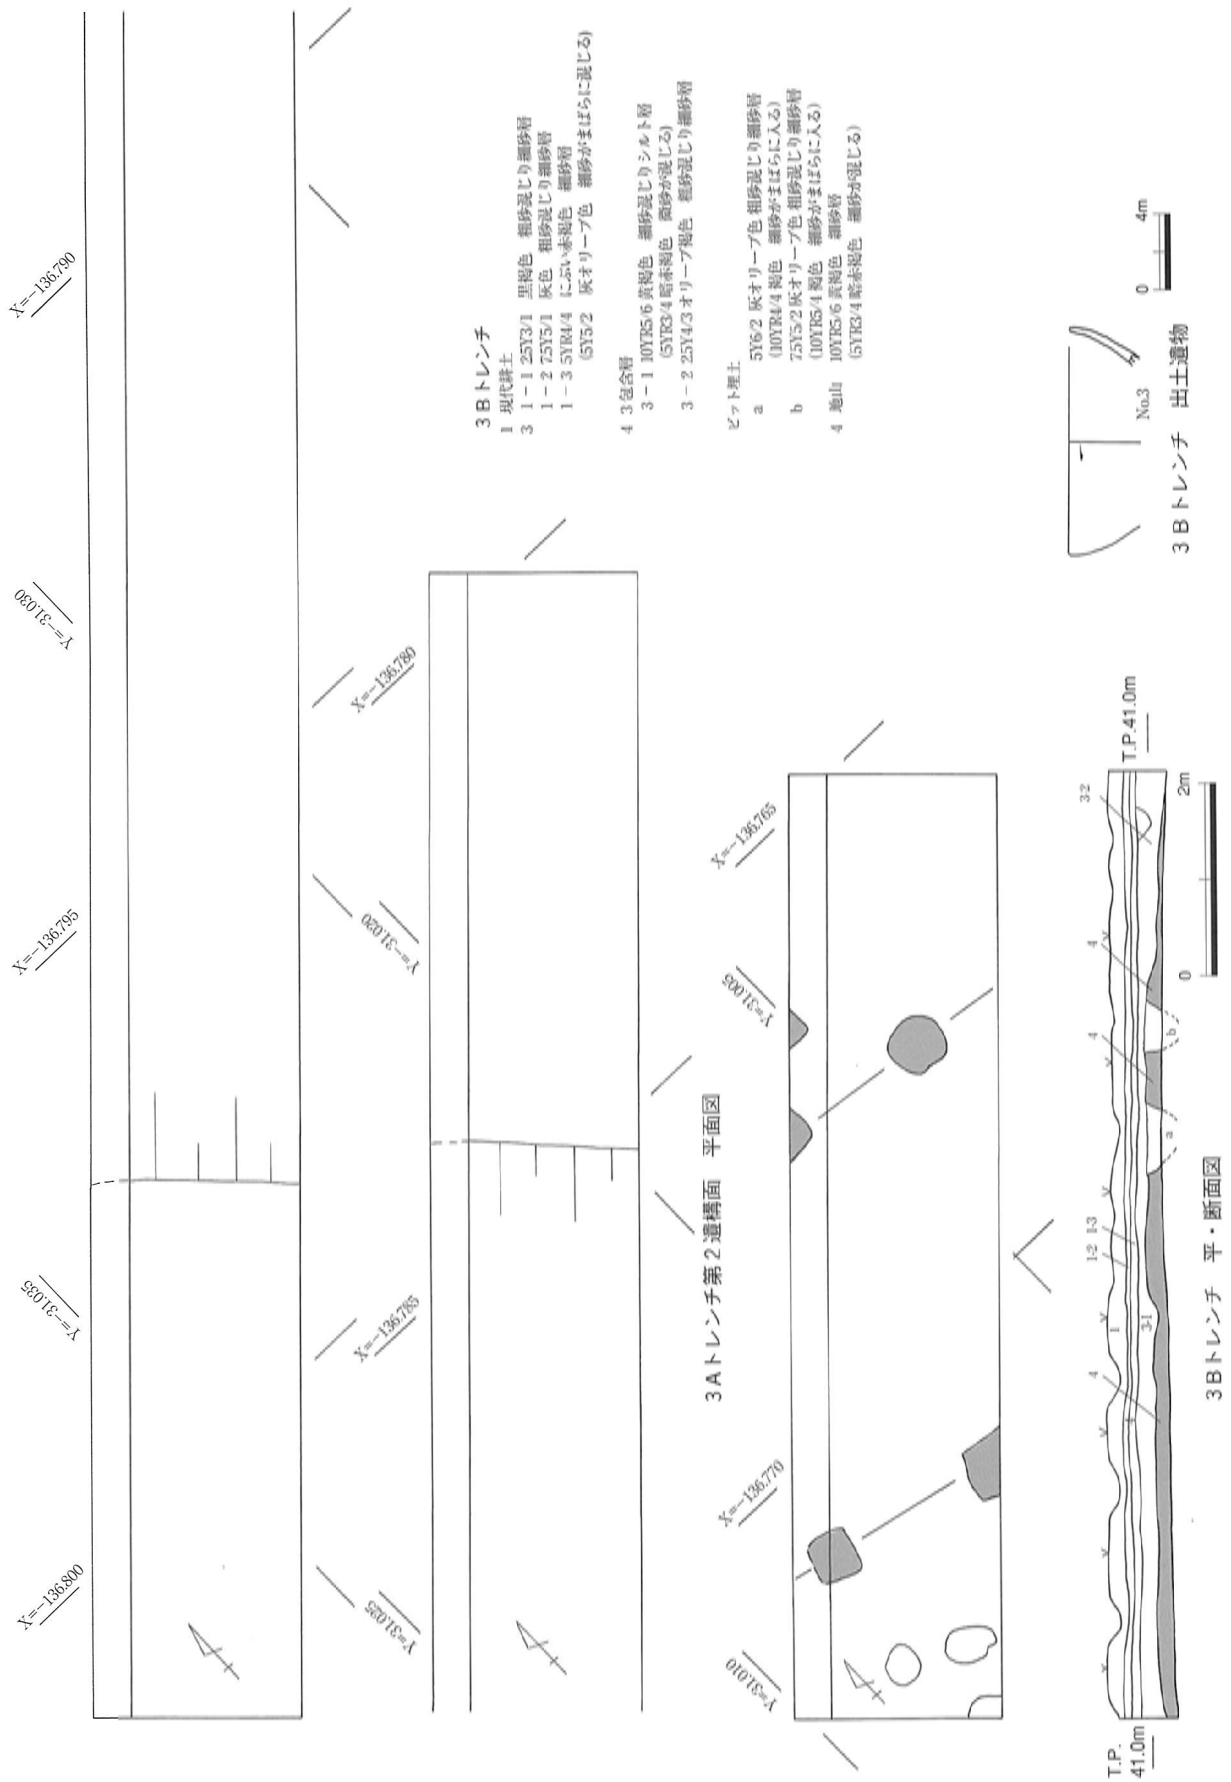 X=-136.800
Y=-31.035
X=-136.795
Y=-31.030
X=-136.790
Y=-31.025
X=-136.785
Y=-31.020
X=-136.780
3Aトレンチ第2遺構面 平面図
3Bトレンチ
1 現代耕土
3 1-1 25Y3/1 黒褐色 粗砂混じり細砂層
1-2 75Y5/1 灰色 粗砂混じり細砂層
1-3 5YR4/4 にぶい赤褐色 細砂層
(5Y5/2 灰オリーブ色 細砂がまばらに混じる)
4 3包含層
3-1 10YR5/6 黄褐色 細砂混じりシルト層
(5YR3/4 暗赤褐色 微砂が混じる)
3-2 25Y4/3 オリーブ褐色 粗砂混じり細砂層
ピット埋土
a 5Y6/2 灰オリーブ色 粗砂混じり細砂層
(10YR4/4 褐色 細砂がまばらに入る)
b 75Y5/2 灰オリーブ色 粗砂混じり細砂層
(10YR5/4 褐色 細砂がまばらに入る)
4 地山 10YR5/6 黄褐色 細砂層
(5YR3/4 暗赤褐色 細砂が混じる)
Y=31.010
X=-136.770
Y=31.005
X=-136.765
T.P.
41.0m
4
1
3-1
1-2
1-3
a
4
b
4
3-2
T.P.41.0m
0 2m
3Bトレンチ 平・断面図
No.3
3Bトレンチ 出土遺物
0 4m